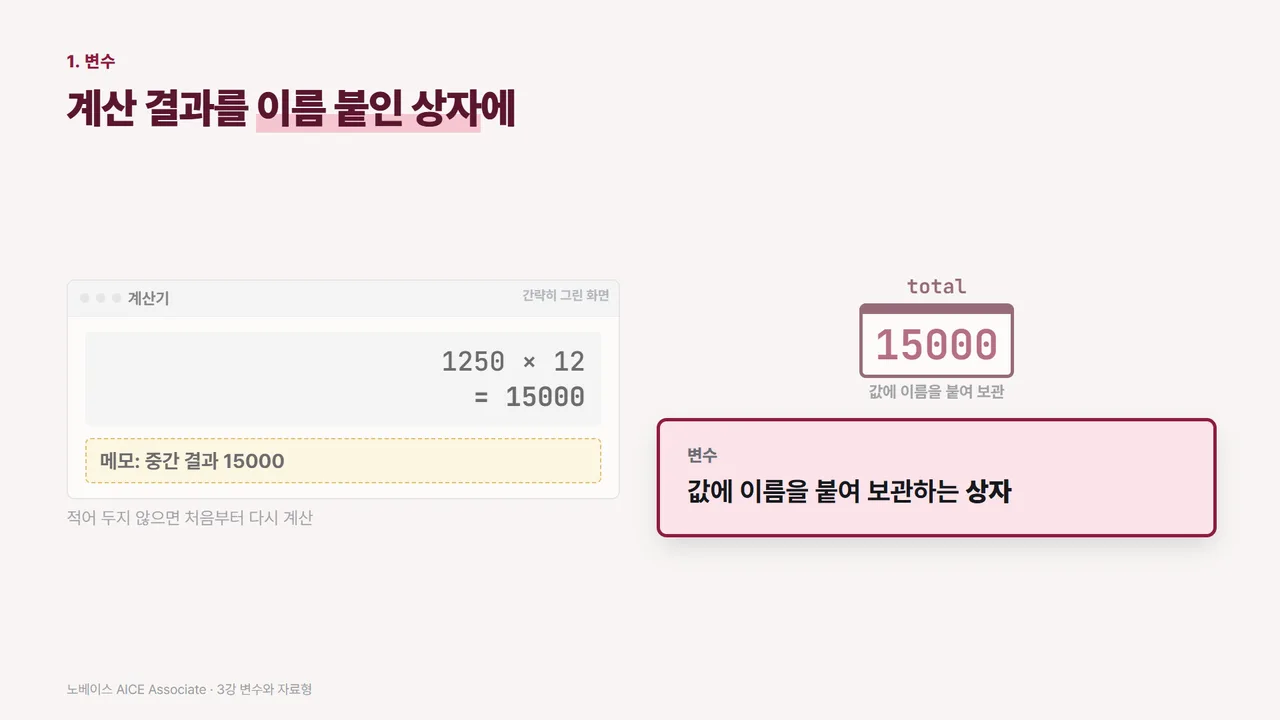 1. 변수
계산 결과를 이름 붙인 상자에
계산기
간략히 그린 화면
1250 × 12
= 15000
메모: 중간 결과 15000
적어 두지 않으면 처음부터 다시 계산
total
15000
값에 이름을 붙여 보관
변수
값에 이름을 붙여 보관하는 상자
노베이스 AICE Associate · 3강 변수와 자료형